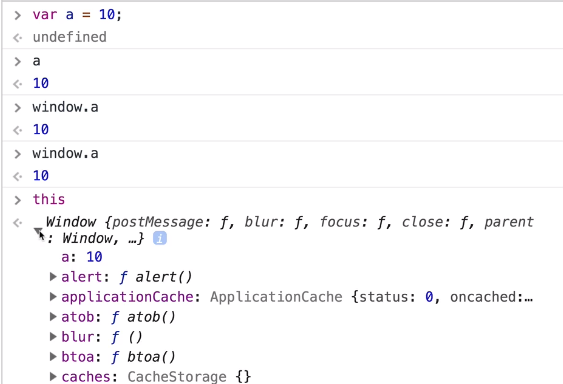 > var a = 10;
<· undefined
> a
<· 10
> window.a
<· 10
> window.a
<· 10
> this
<· ▼Window {postMessage: ƒ, blur: ƒ, focus: ƒ, close: ƒ, parent
: Window, …} i
a: 10
▶alert: ƒ alert()
▶applicationCache: ApplicationCache {status: 0, oncached:…
▶atob: ƒ atob()
▶blur: ƒ ()
▶btoa: ƒ btoa()
▶caches: CacheStorage {}